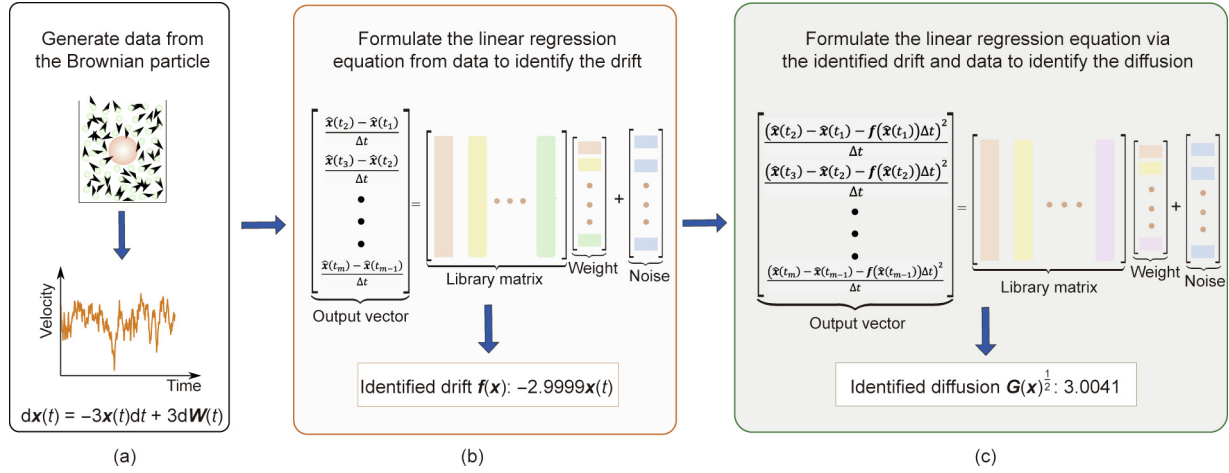 Generate data from
the Brownian particle
Velocity
Time
d𝒙(t) = −3𝒙(t)dt + 3d𝑾(t)
(a)
Formulate the linear regression
equation from data to identify the drift
x̂(t₂) − x̂(t₁)
Δt
x̂(t₃) − x̂(t₂)
Δt
x̂(tₘ) − x̂(tₘ₋₁)
Δt
=
+
Output vector
Library matrix
Weight
Noise
Identified drift f(x): −2.9999x(t)
(b)
Formulate the linear regression equation via
the identified drift and data to identify the diffusion
(x̂(t₂) − x̂(t₁) − f(x̂(t₁))Δt)²
Δt
(x̂(t₃) − x̂(t₂) − f(x̂(t₂))Δt)²
Δt
(x̂(tₘ) − x̂(tₘ₋₁) − f(x̂(tₘ₋₁))Δt)²
Δt
=
+
Output vector
Library matrix
Weight
Noise
Identified diffusion G(x)^½: 3.0041
(c)